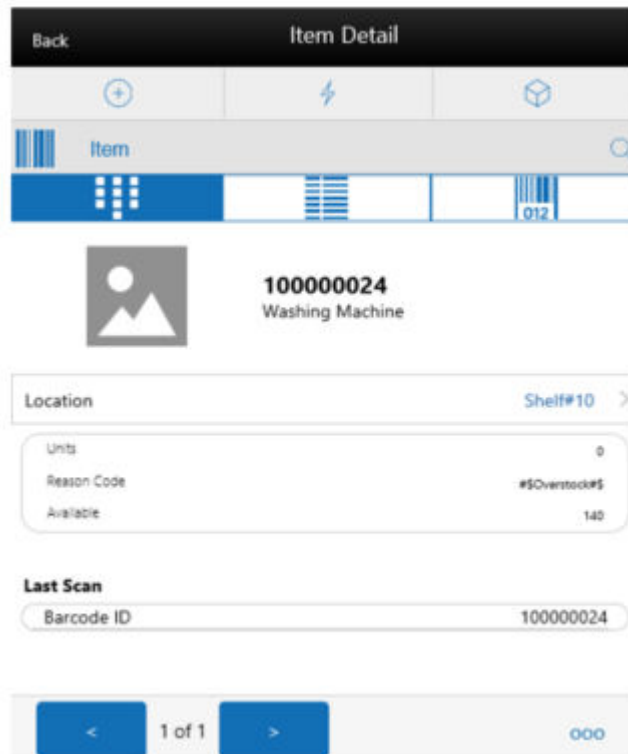 Back Item Detail
Item
012
100000024
Washing Machine
Location Shelf#10 >
Units 0
Reason Code #$Overstock#$
Available 140
Last Scan
Barcode ID 100000024
< 1 of 1 > ooo